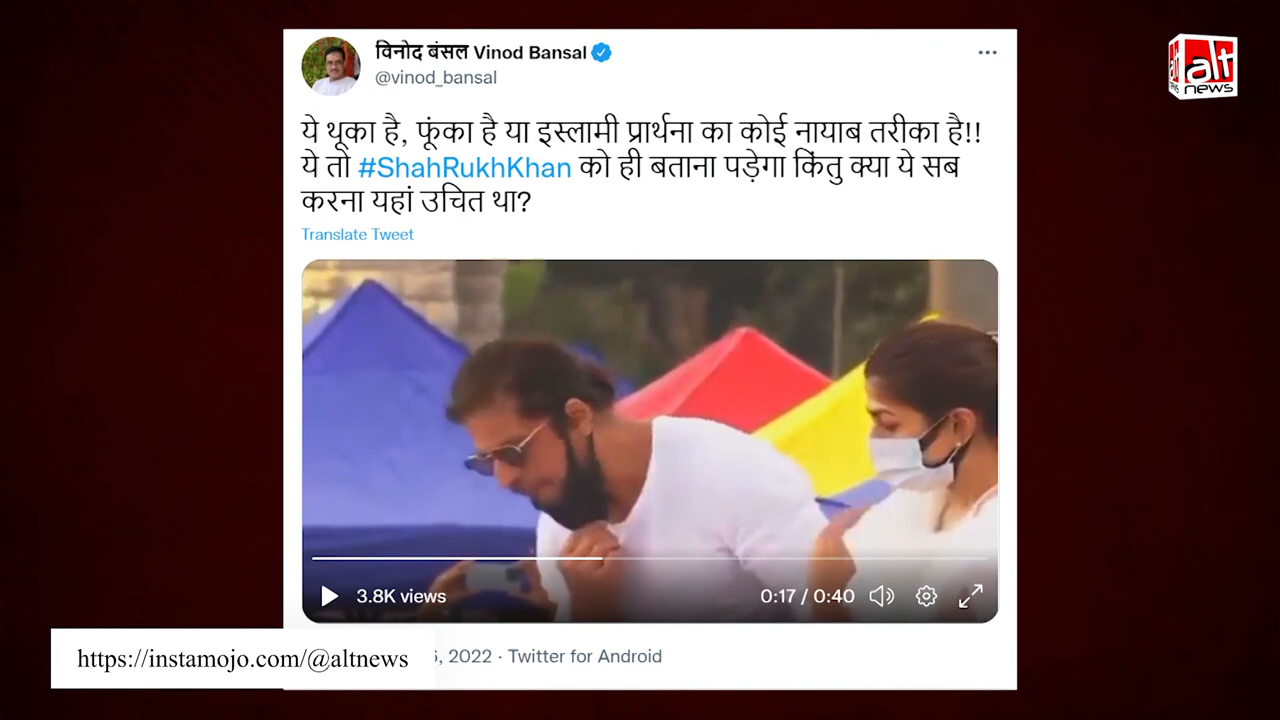 विनोद बंसल Vinod Bansal
@vinod_bansal
alt
news
ये थूका है, फूंका है या इस्लामी प्रार्थना का कोई नायाब तरीका है!!
ये तो #ShahRukhKhan को ही बताना पड़ेगा किंतु क्या ये सब
करना यहां उचित था?
Translate Tweet
3.8K views
0:17 / 0:40
https://instamojo.com/@altnews
, 2022 · Twitter for Android